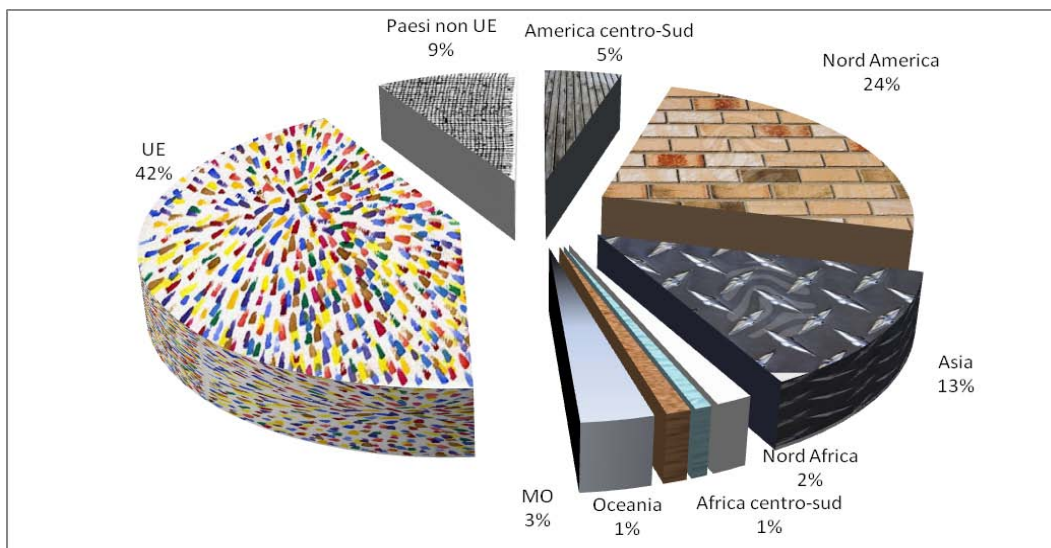 Paesi non UE
9%
America centro-Sud
5%
Nord America
24%
UE
42%
Asia
13%
Nord Africa
2%
MO
3%
Oceania
1%
Africa centro-sud
1%